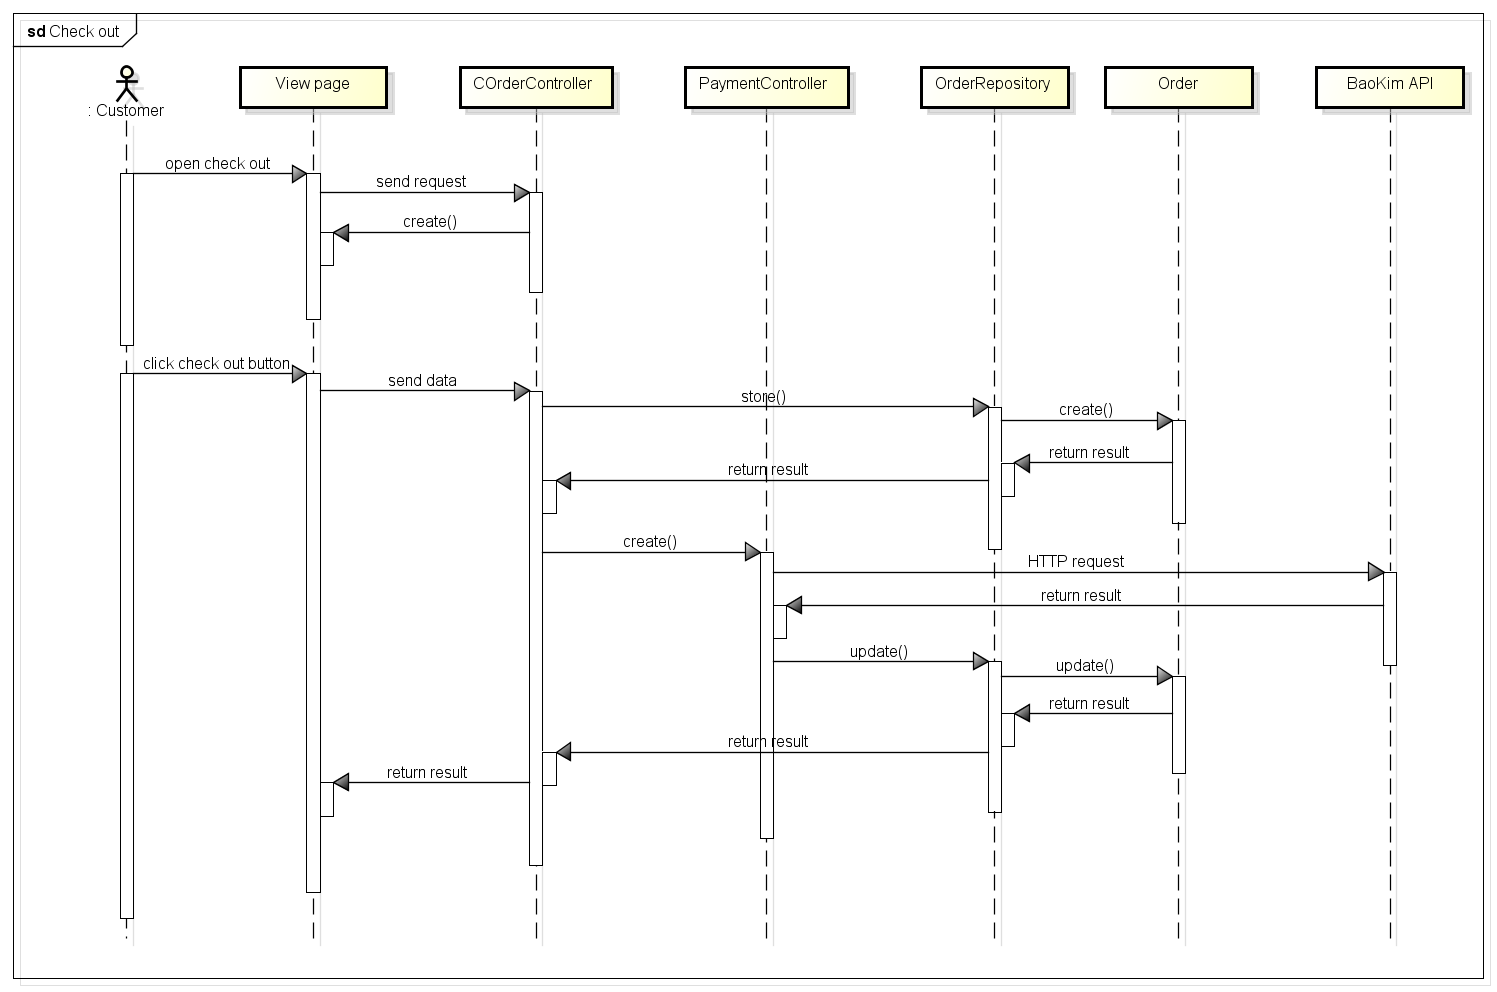 sd Check out
: Customer
View page
COrderController
PaymentController
OrderRepository
Order
BaoKim API
open check out
send request
create()
click check out button
send data
store()
create()
return result
return result
create()
HTTP request
return result
update()
update()
return result
return result
return result